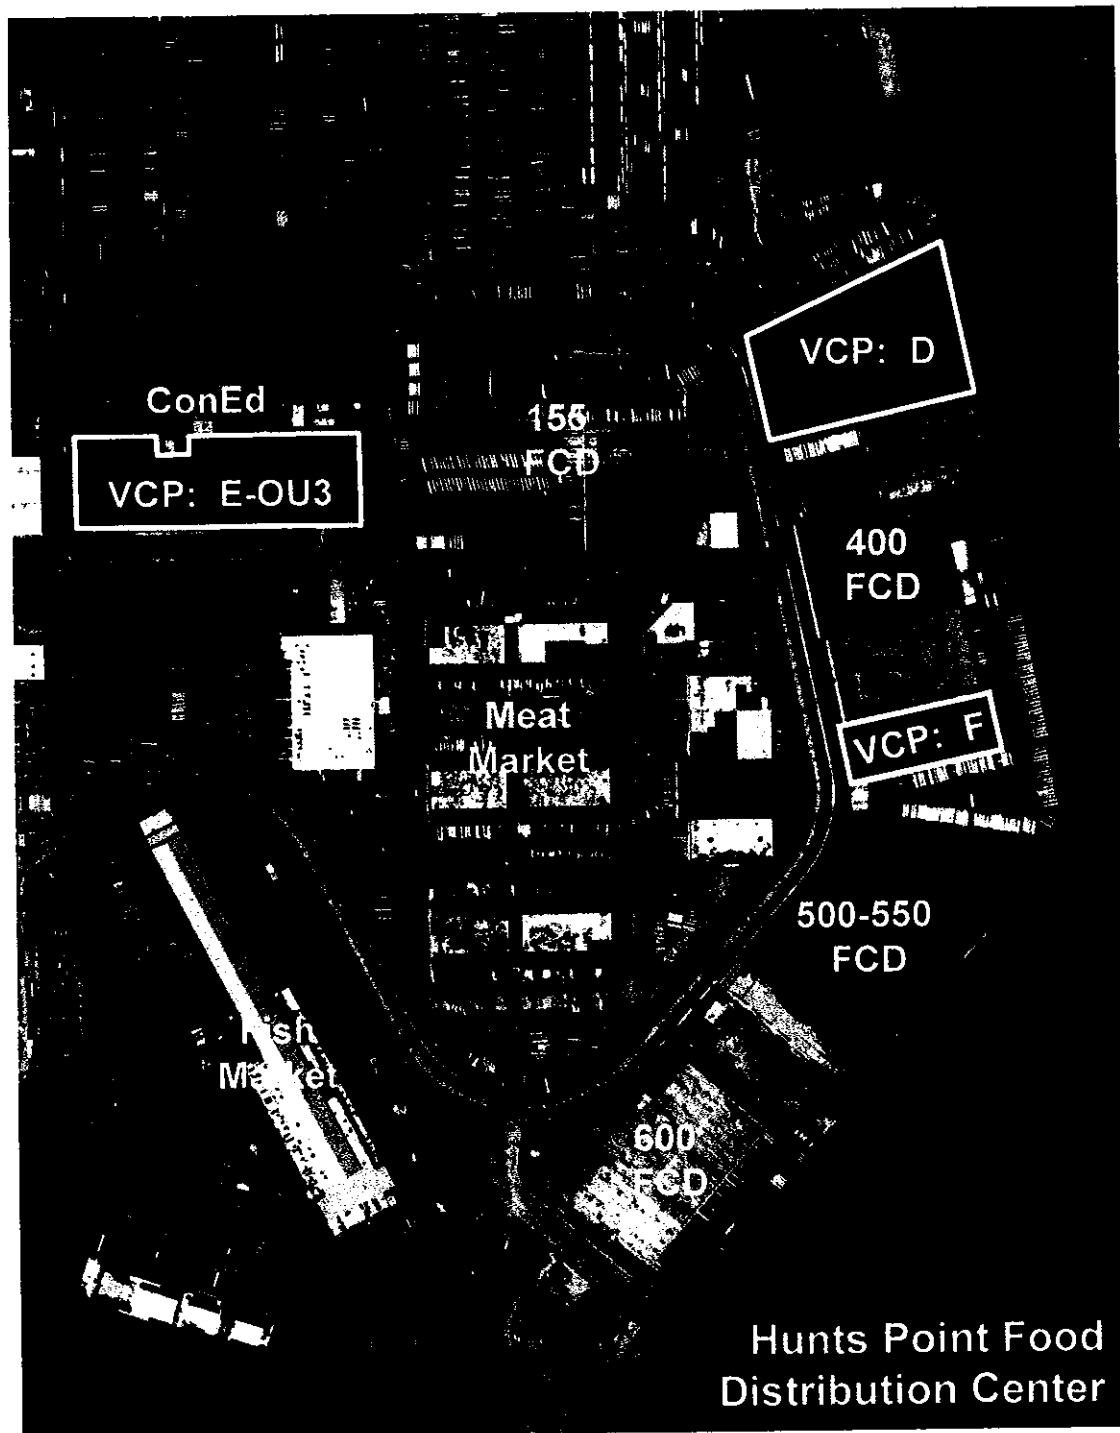 VCP: D
ConEd
155
FCD
VCP: E-OU3
400
FCD
Meat
Market
VCP: F
500-550
FCD
Fish
Market
600
FCD
Hunts Point Food
Distribution Center